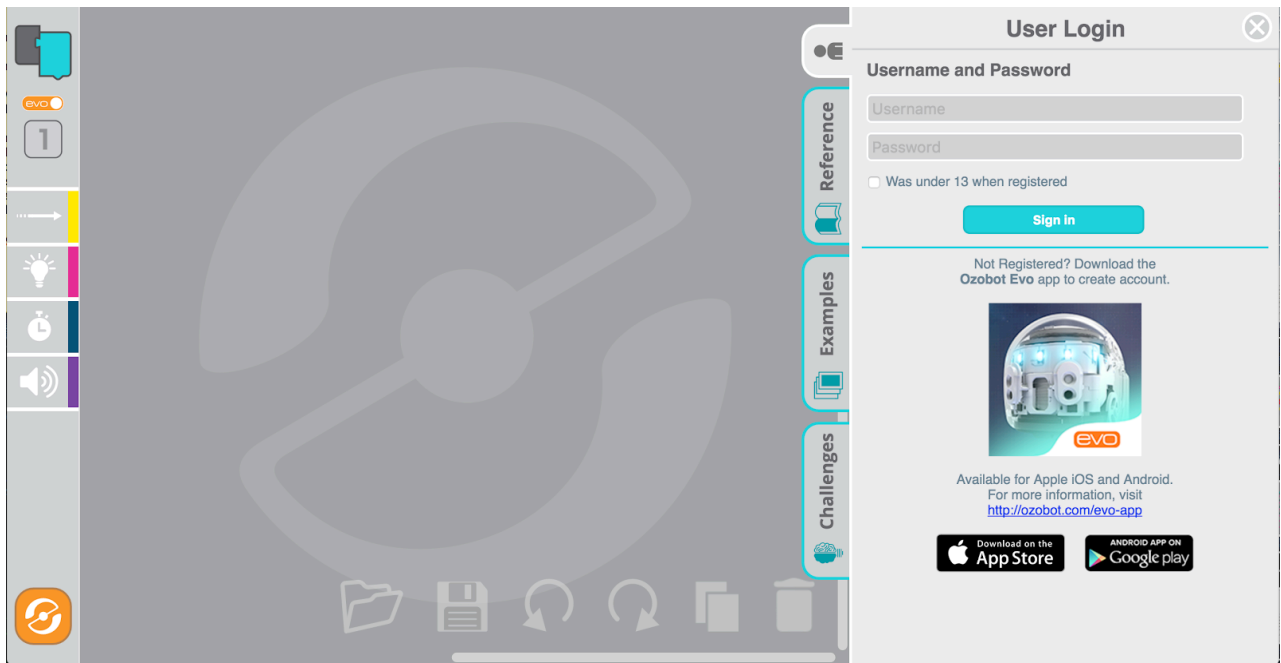 evo
1
Reference
Examples
Challenges
User Login
Username and Password
Username
Password
Was under 13 when registered
Sign in
Not Registered? Download the
Ozobot Evo app to create account.
evo
Available for Apple iOS and Android.
For more information, visit
http://ozobot.com/evo-app
Download on the
App Store
ANDROID APP ON
Google play